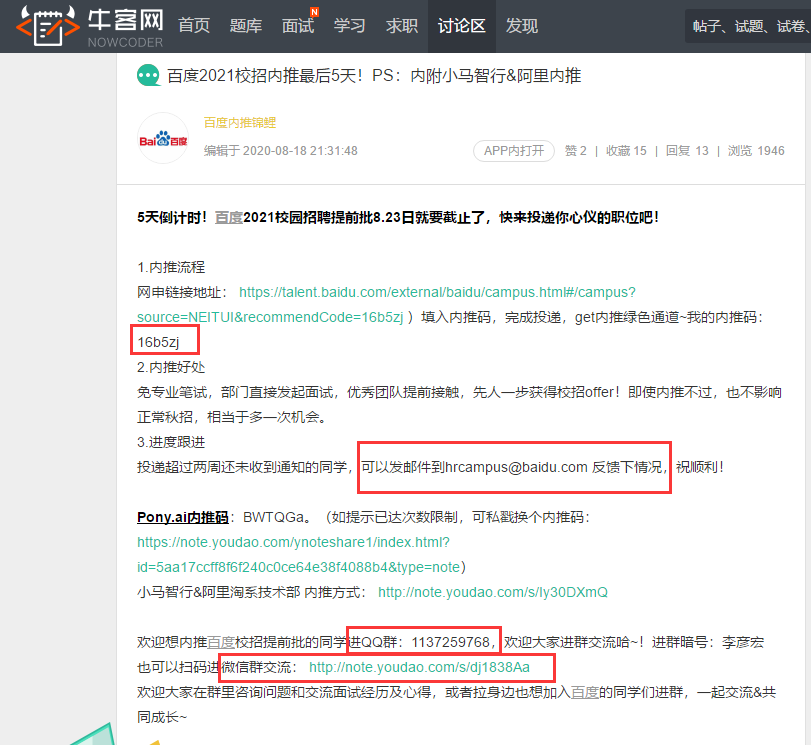 牛客网
NOWCODER
首页 题库 面试 N 学习 求职 讨论区 发现 帖子、试题、试卷、
百度2021校招内推最后5天！PS：内附小马智行&阿里内推
Bai百度
百度内推锦鲤
编辑于 2020-08-18 21:31:48 APP内打开 赞 2 | 收藏 15 | 回复 13 | 浏览 1946
5天倒计时！百度2021校园招聘提前批8.23日就要截止了，快来投递你心仪的职位吧！
1.内推流程
网申链接地址： https://talent.baidu.com/external/baidu/campus.html#/campus?
source=NEITUI&recommendCode=16b5zj ）填入内推码，完成投递，get内推绿色通道~我的内推码：
16b5zj
2.内推好处
免专业笔试，部门直接发起面试，优秀团队提前接触，先人一步获得校招offer！即使内推不过，也不影响
正常秋招，相当于多一次机会。
3.进度跟进
投递超过两周还未收到通知的同学，可以发邮件到hrcampus@baidu.com 反馈下情况，祝顺利！
Pony.ai内推码：BWTQGa。（如提示已达次数限制，可私戳换个内推码：
https://note.youdao.com/ynoteshare1/index.html?
id=5aa17ccff8f6f240c0ce64e38f4088b4&type=note）
小马智行&阿里淘系技术部 内推方式： http://note.youdao.com/s/Iy30DXmQ
欢迎想内推百度校招提前批的同学进QQ群：1137259768，欢迎大家进群交流哈~！进群暗号：李彦宏
也可以扫码进微信群交流： http://note.youdao.com/s/dj1838Aa
欢迎大家在群里咨询问题和交流面试经历及心得，或者拉身边也想加入百度的同学们进群，一起交流&共
同成长~